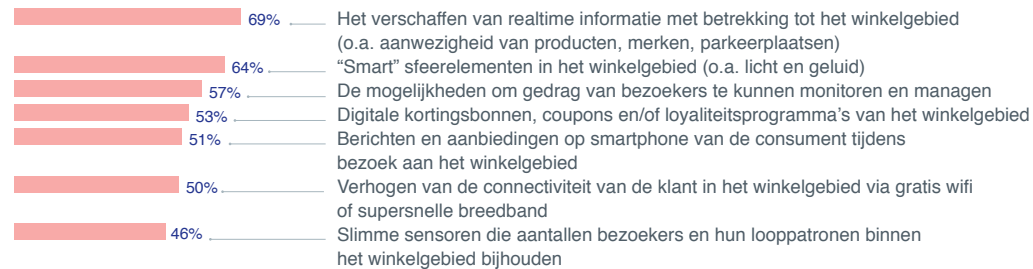 69% Het verschaffen van realtime informatie met betrekking tot het winkelgebied
(o.a. aanwezigheid van producten, merken, parkeerplaatsen)
64% “Smart” sfeerelementen in het winkelgebied (o.a. licht en geluid)
57% De mogelijkheden om gedrag van bezoekers te kunnen monitoren en managen
53% Digitale kortingsbonnen, coupons en/of loyaliteitsprogramma’s van het winkelgebied
51% Berichten en aanbiedingen op smartphone van de consument tijdens
bezoek aan het winkelgebied
50% Verhogen van de connectiviteit van de klant in het winkelgebied via gratis wifi
of supersnelle breedband
46% Slimme sensoren die aantallen bezoekers en hun looppatronen binnen
het winkelgebied bijhouden